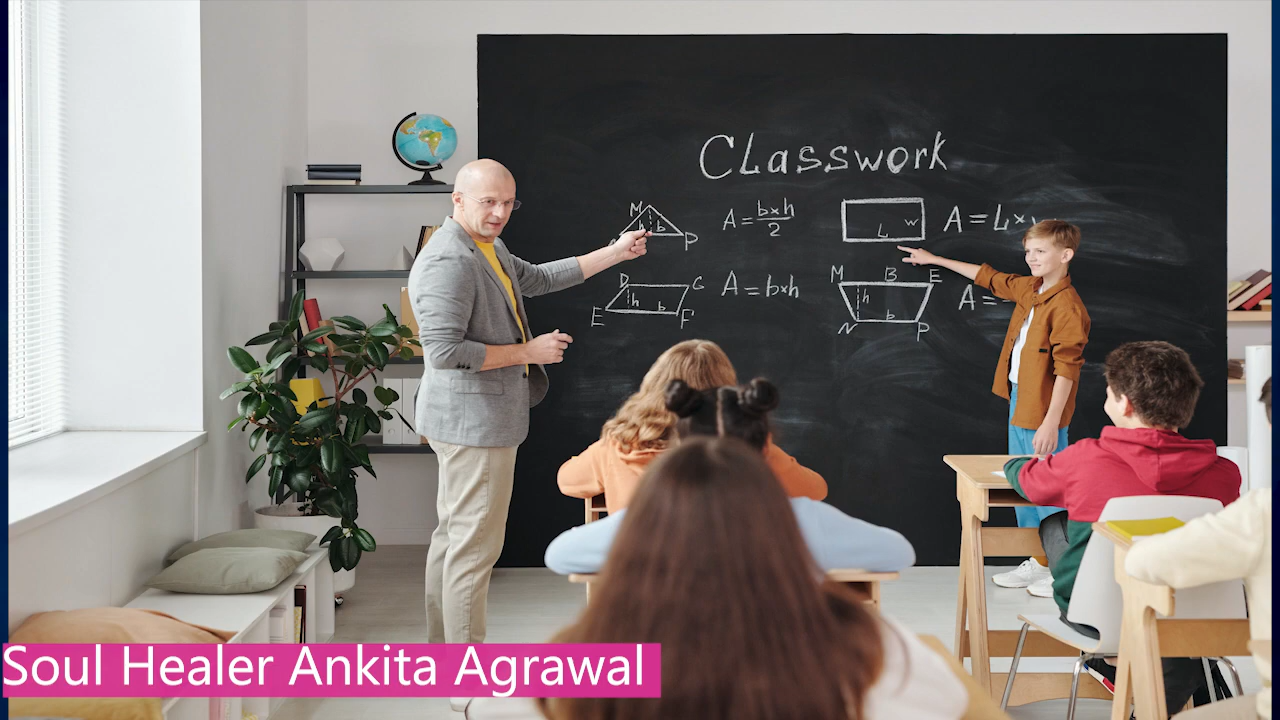 Classwork
M
b
P
A = b×h/2
L
W
A = L×w
D
G
h
b
E
F
A = b×h
M
B
E
h
b
N
P
A =
Soul Healer Ankita Agrawal